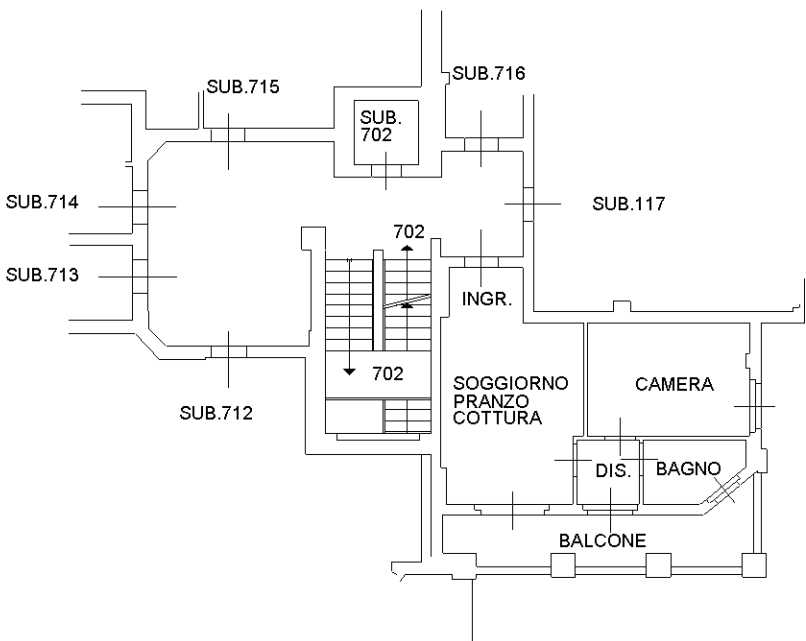 SUB.715
SUB.716
SUB.
702
SUB.714
SUB.117
702
SUB.713
INGR.
702
SOGGIORNO
PRANZO
COTTURA
CAMERA
SUB.712
DIS.
BAGNO
BALCONE